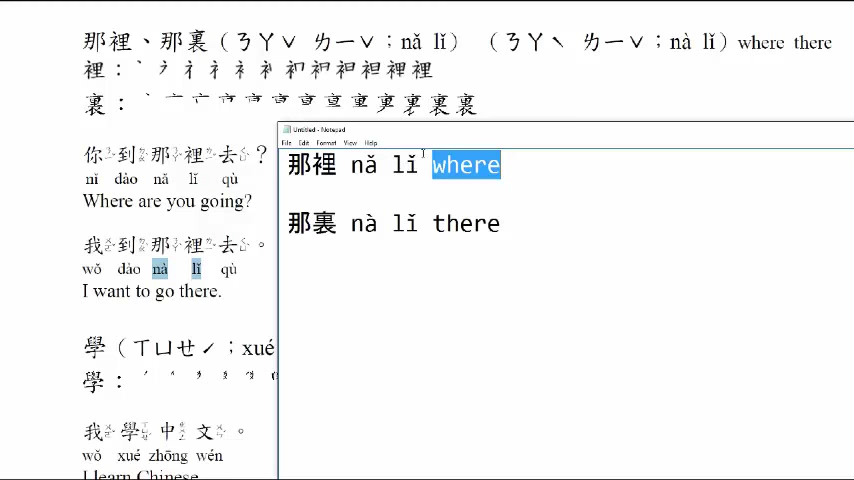 那裡、那裏（ㄋㄚˇ ㄌㄧˇ；nǎ lǐ） （ㄋㄚˋ ㄌㄧˇ；nà lǐ）where there
裡：
裡
裏：
裏裏
你到那裡去？
nǐ dào nǎ lǐ qù
Where are you going?
我到那裡去。
wǒ dào nà lǐ qù
I want to go there.
學（ㄒㄩㄝˊ；xué
學：
我學中文。
wǒ xué zhōng wén
I learn Chinese
Untitled - Notepad
File Edit Format View Help
那裡 nǎ lǐ where
那裏 nà lǐ there